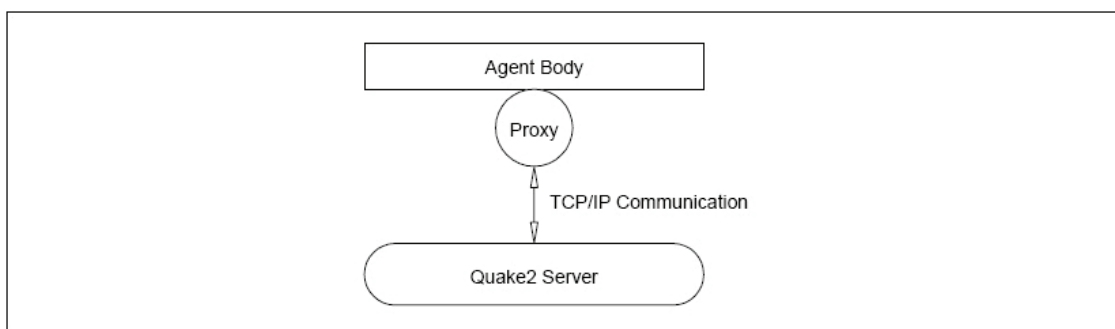 Agent Body
Proxy
TCP/IP Communication
Quake2 Server